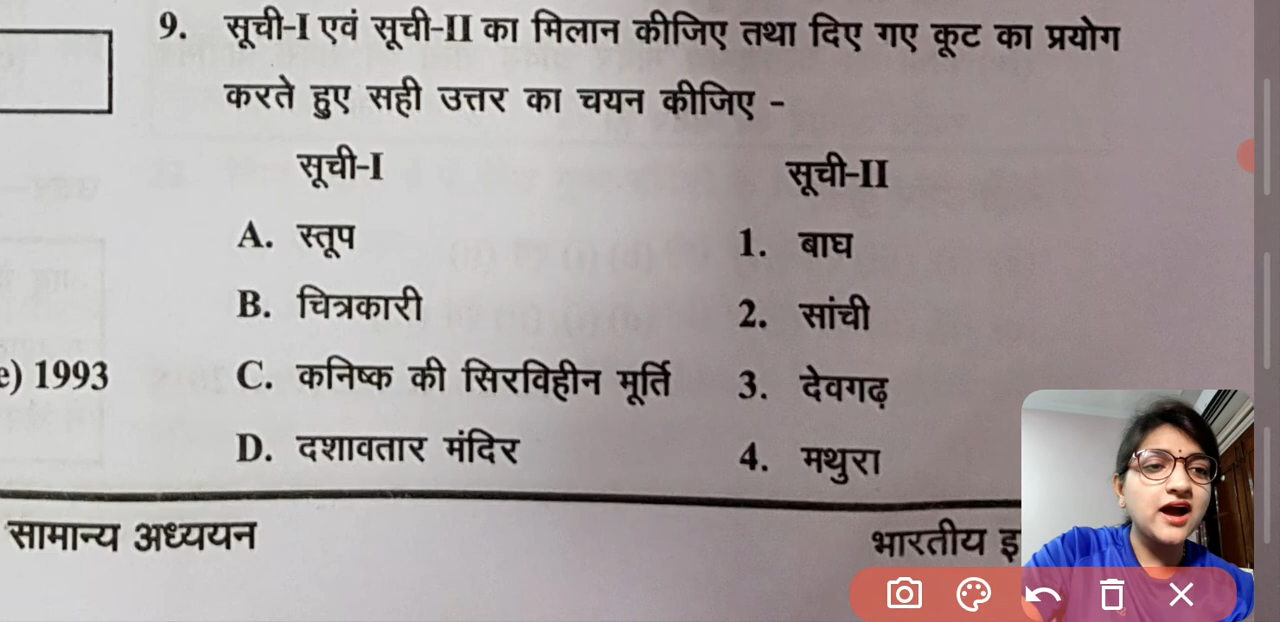 9. सूची-I एवं सूची-II का मिलान कीजिए तथा दिए गए कूट का प्रयोग
करते हुए सही उत्तर का चयन कीजिए -
सूची-I सूची-II
A. स्तूप 1. बाघ
B. चित्रकारी 2. सांची
e) 1993 C. कनिष्क की सिरविहीन मूर्ति 3. देवगढ़
D. दशावतार मंदिर 4. मथुरा
सामान्य अध्ययन भारतीय इ